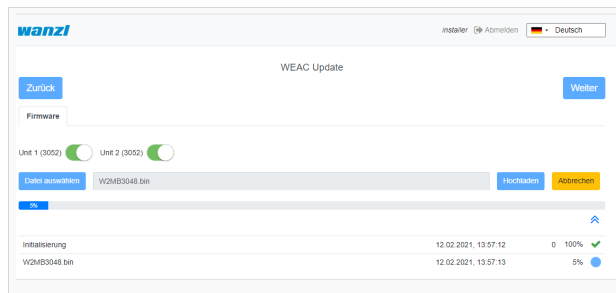 wanzl
installer Abmelden Deutsch
WEAC Update
Zurück Weiter
Firmware
Unit 1 (3052) Unit 2 (3052)
Datei auswählen W2MB3048.bin Hochladen Abbrechen
5%
Initialisierung 12.02.2021, 13:57:12 0 100%
W2MB3048.bin 12.02.2021, 13:57:13 5%